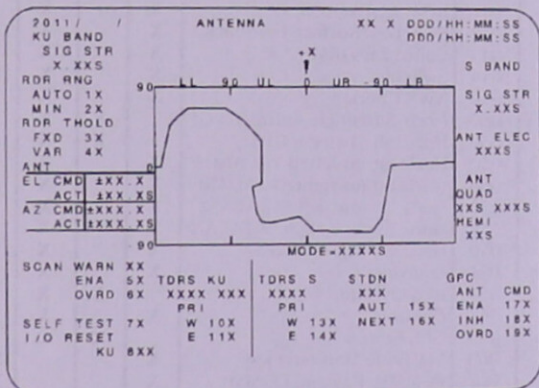 2011/ / ANTENNA XX X DDD/HH:MM:SS
KU BAND DDD/HH:MM:SS
SIG STR +X S BAND
X.XXS
RDR RNG 90 LL 90 UL 0 UR -90 LR SIG STR
AUTO 1X X.XXS
MIN 2X
RDR THOLD
FXD 3X ANT ELEC
VAR 4X XXXS
ANT 0
EL CMD ±XX.X ANT
ACT ±XX.XS QUAD
AZ CMD ±XXX.X XXS XXXS
ACT ±XXX.XS HEMI
90 XXS
MODE=XXXXS
SCAN WARN XX
ENA 5X TDRS KU TDRS S STDN GPC
OVRD 6X XXXX XXX XXXX XXX ANT CMD
PRI PRI AUT 15X ENA 17X
SELF TEST 7X W 10X W 13X NEXT 16X INH 18X
I/O RESET E 11X E 14X OVRD 19X
KU 8XX